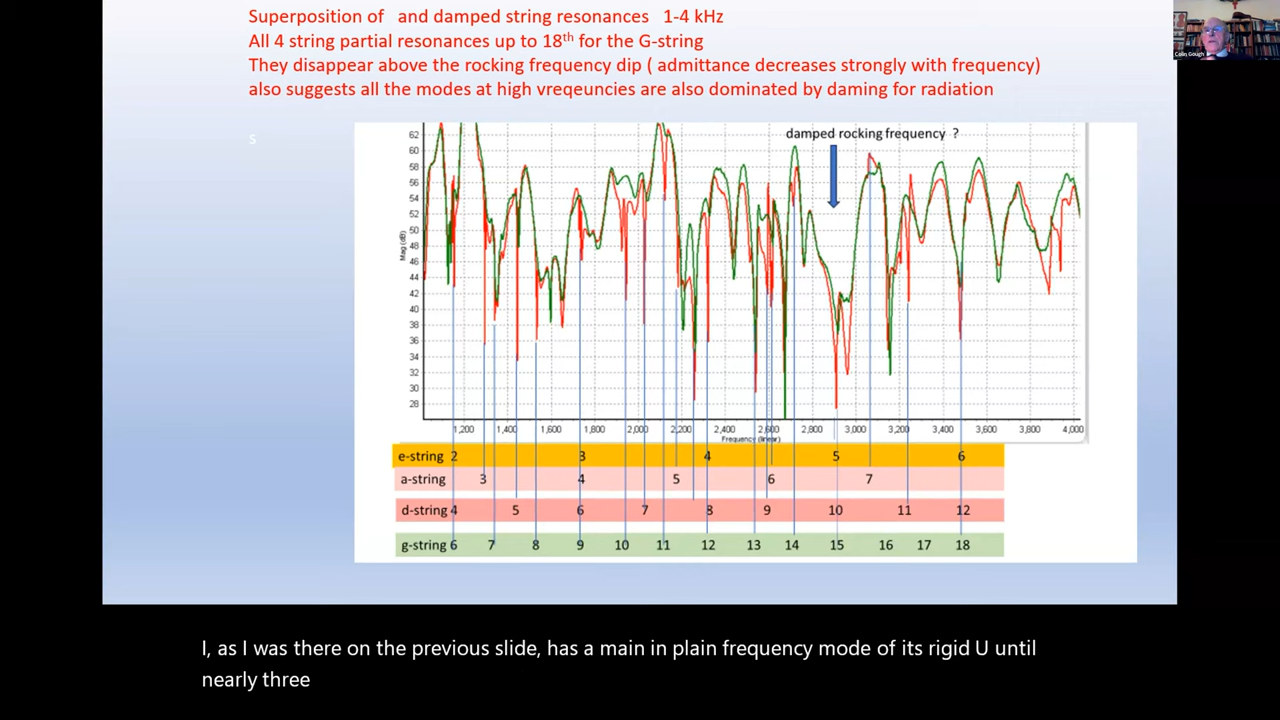 Superposition of and damped string resonances 1-4 kHz
All 4 string partial resonances up to 18th for the G-string
They disappear above the rocking frequency dip ( admittance decreases strongly with frequency)
also suggests all the modes at high vreqeuncies are also dominated by daming for radiation
Colin Gough
s
damped rocking frequency ?
62
60
58
56
54
52
50
48
46
44
42
40
38
36
34
32
30
28
Mag (dB)
1,200 1,400 1,600 1,800 2,000 2,200 2,400 2,600 2,800 3,000 3,200 3,400 3,600 3,800 4,000
Frequency (linear)
e-string 2 3 4 5 6
a-string 3 4 5 6 7
d-string 4 5 6 7 8 9 10 11 12
g-string 6 7 8 9 10 11 12 13 14 15 16 17 18
I, as I was there on the previous slide, has a main in plain frequency mode of its rigid U until
nearly three